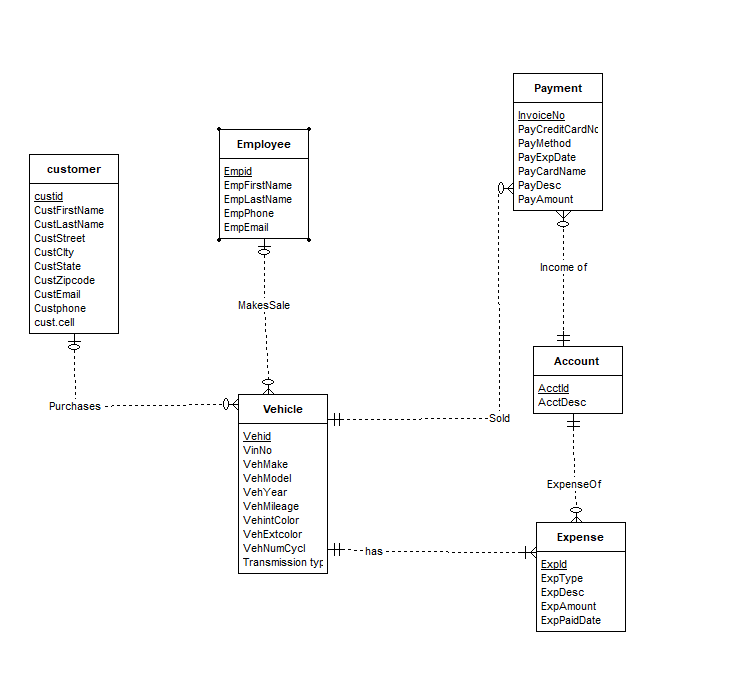 Payment
InvoiceNo
PayCreditCardNo
PayMethod
PayExpDate
PayCardName
PayDesc
PayAmount
Employee
Empid
EmpFirstName
EmpLastName
EmpPhone
EmpEmail
customer
custid
CustFirstName
CustLastName
CustStreet
CustCIty
CustState
CustZipcode
CustEmail
Custphone
cust.cell
Income of
MakesSale
Account
AcctId
AcctDesc
Purchases
Vehicle
Vehid
VinNo
VehMake
VehModel
VehYear
VehMileage
VehintColor
VehExtcolor
VehNumCycl
Transmission typ
Sold
ExpenseOf
has
Expense
ExpId
ExpType
ExpDesc
ExpAmount
ExpPaidDate